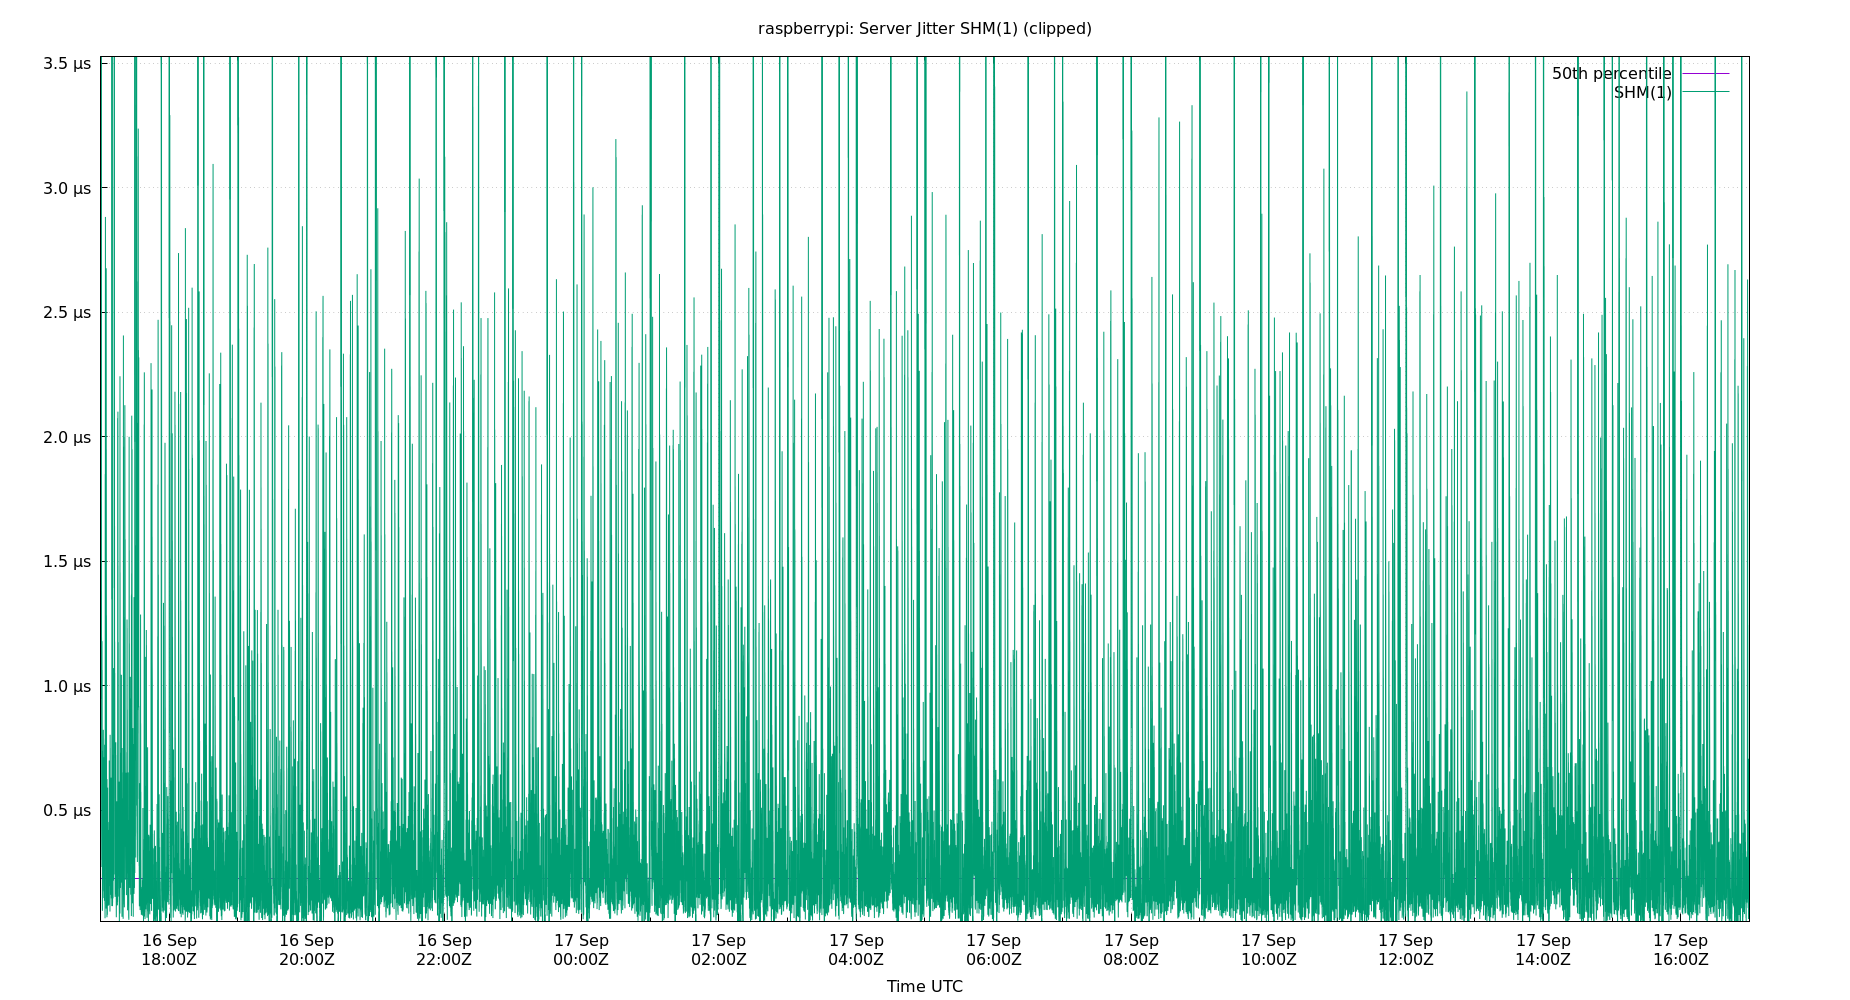 raspberrypi: Server Jitter SHM(1) (clipped)
50th percentile
SHM(1)
3.5 µs
3.0 µs
2.5 µs
2.0 µs
1.5 µs
1.0 µs
0.5 µs
16 Sep 16 Sep 16 Sep 17 Sep 17 Sep 17 Sep 17 Sep 17 Sep 17 Sep 17 Sep 17 Sep 17 Sep
18:00Z 20:00Z 22:00Z 00:00Z 02:00Z 04:00Z 06:00Z 08:00Z 10:00Z 12:00Z 14:00Z 16:00Z
Time UTC